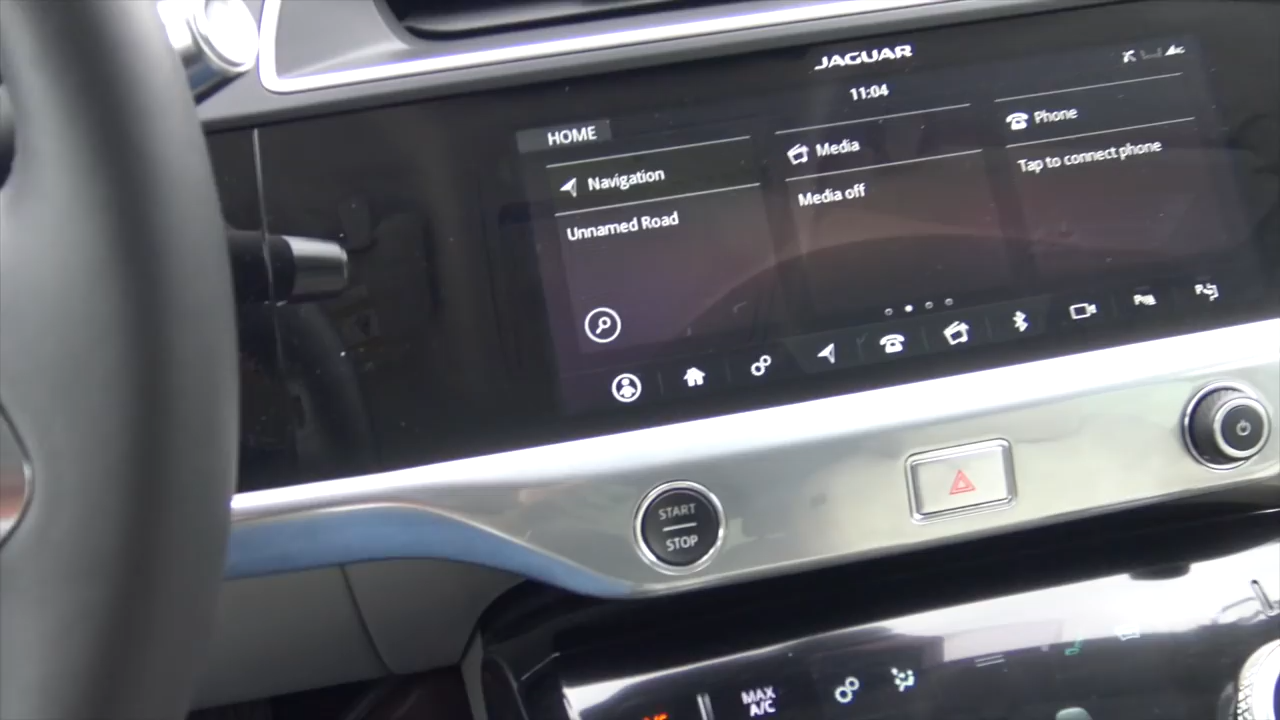 JAGUAR
11:04
HOME
Navigation
Unnamed Road
Media
Media off
Phone
Tap to connect phone
START
STOP
MAX
A/C